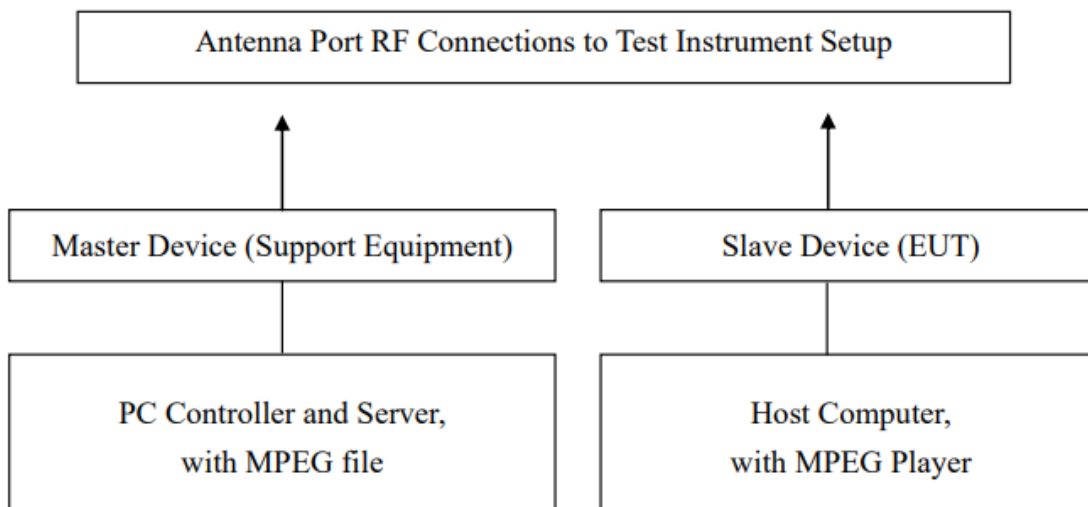 Antenna Port RF Connections to Test Instrument Setup
Master Device (Support Equipment)
Slave Device (EUT)
PC Controller and Server,
with MPEG file
Host Computer,
with MPEG Player